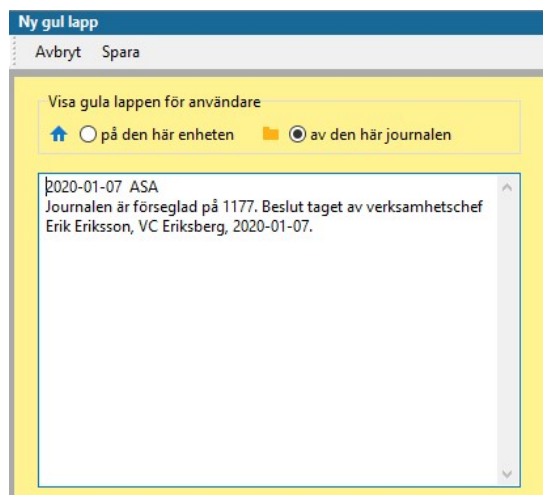 Ny gul lapp
Avbryt Spara
Visa gula lappen för användare
på den här enheten av den här journalen
2020-01-07 ASA
Journalen är förseglad på 1177. Beslut taget av verksamhetschef
Erik Eriksson, VC Eriksberg, 2020-01-07.